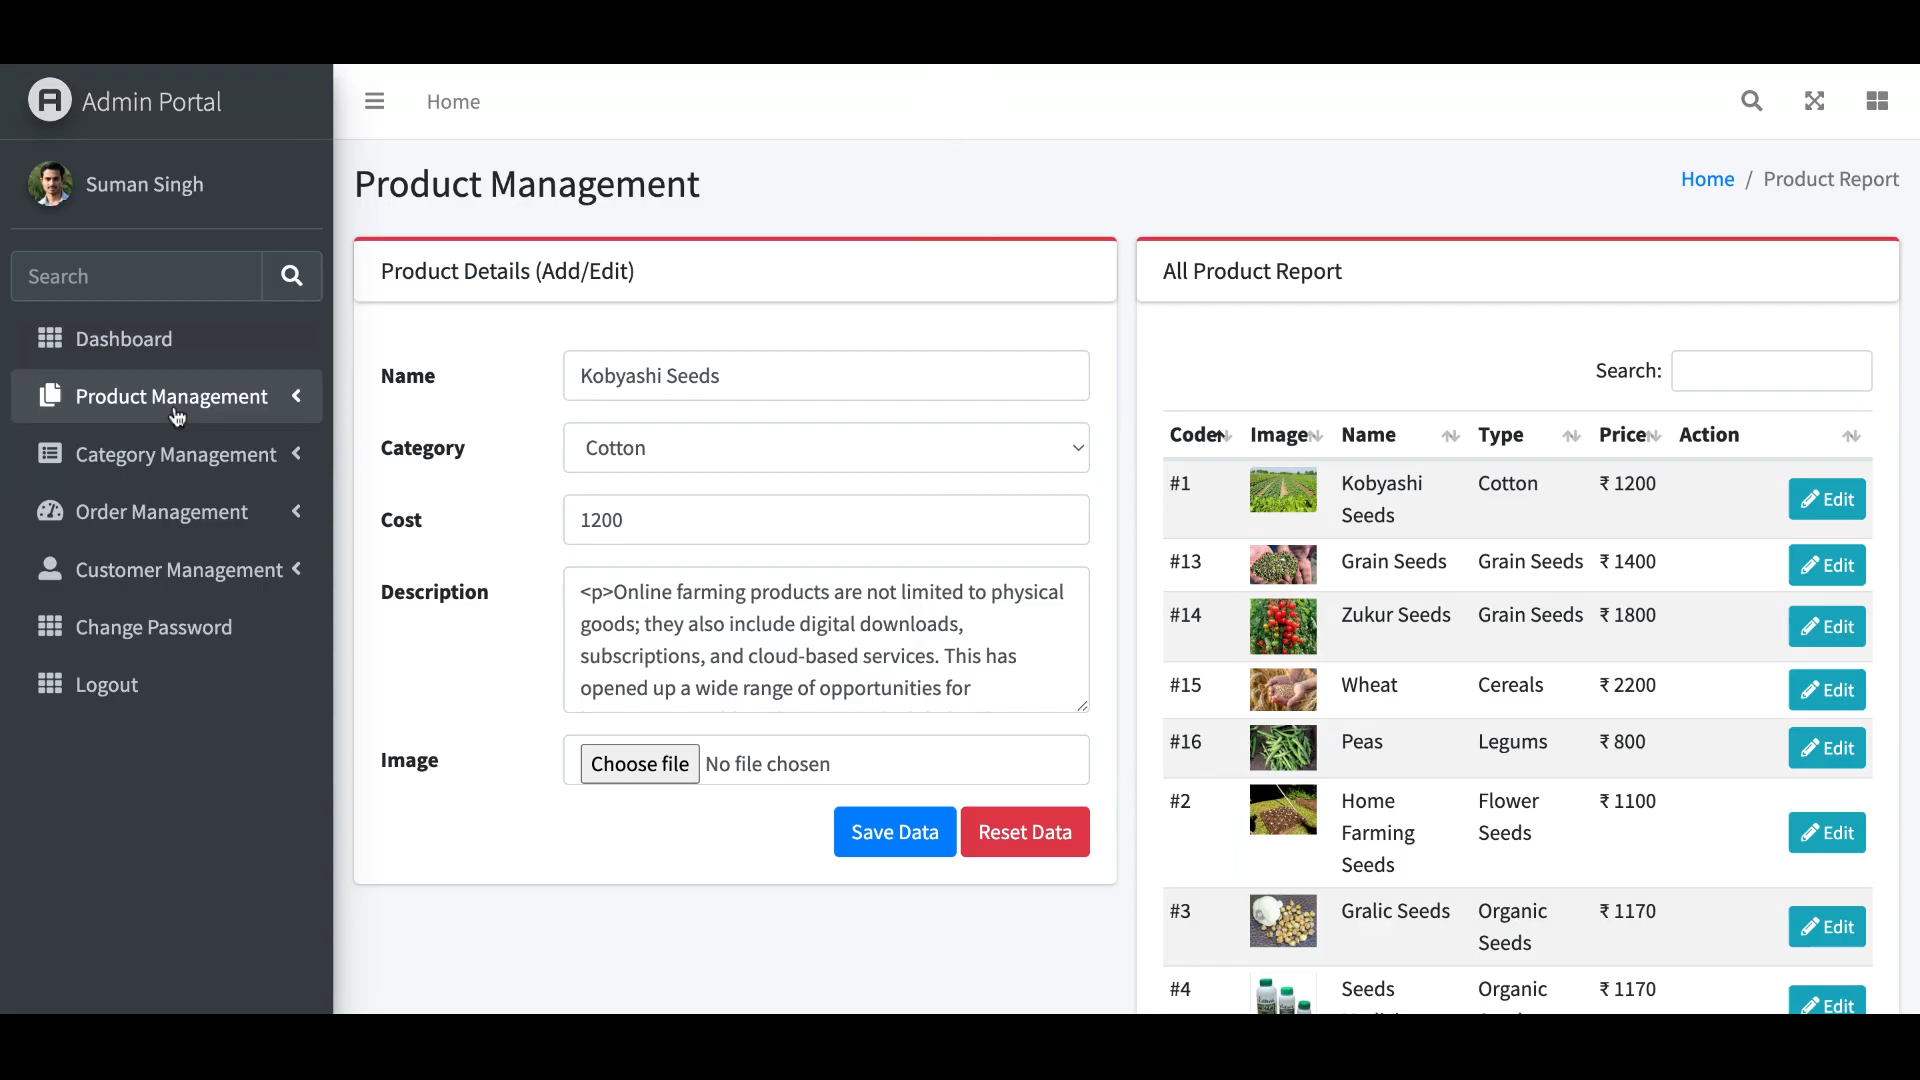 Admin Portal
Home
Suman Singh
Product Management
Home / Product Report
Search
Dashboard
Product Management
Category Management
Order Management
Customer Management
Change Password
Logout
Product Details (Add/Edit)
Name
Kobyashi Seeds
Category
Cotton
Cost
1200
Description
<p>Online farming products are not limited to physical
goods; they also include digital downloads,
subscriptions, and cloud-based services. This has
opened up a wide range of opportunities for
Image
Choose file No file chosen
Save Data Reset Data
All Product Report
Search:
Code Image Name Type Price Action
#1 Kobyashi Cotton ₹ 1200 Edit
Seeds
#13 Grain Seeds Grain Seeds ₹ 1400 Edit
#14 Zukur Seeds Grain Seeds ₹ 1800 Edit
#15 Wheat Cereals ₹ 2200 Edit
#16 Peas Legums ₹ 800 Edit
#2 Home Flower ₹ 1100 Edit
Farming Seeds
Seeds
#3 Gralic Seeds Organic ₹ 1170 Edit
Seeds
#4 Seeds Organic ₹ 1170 Edit